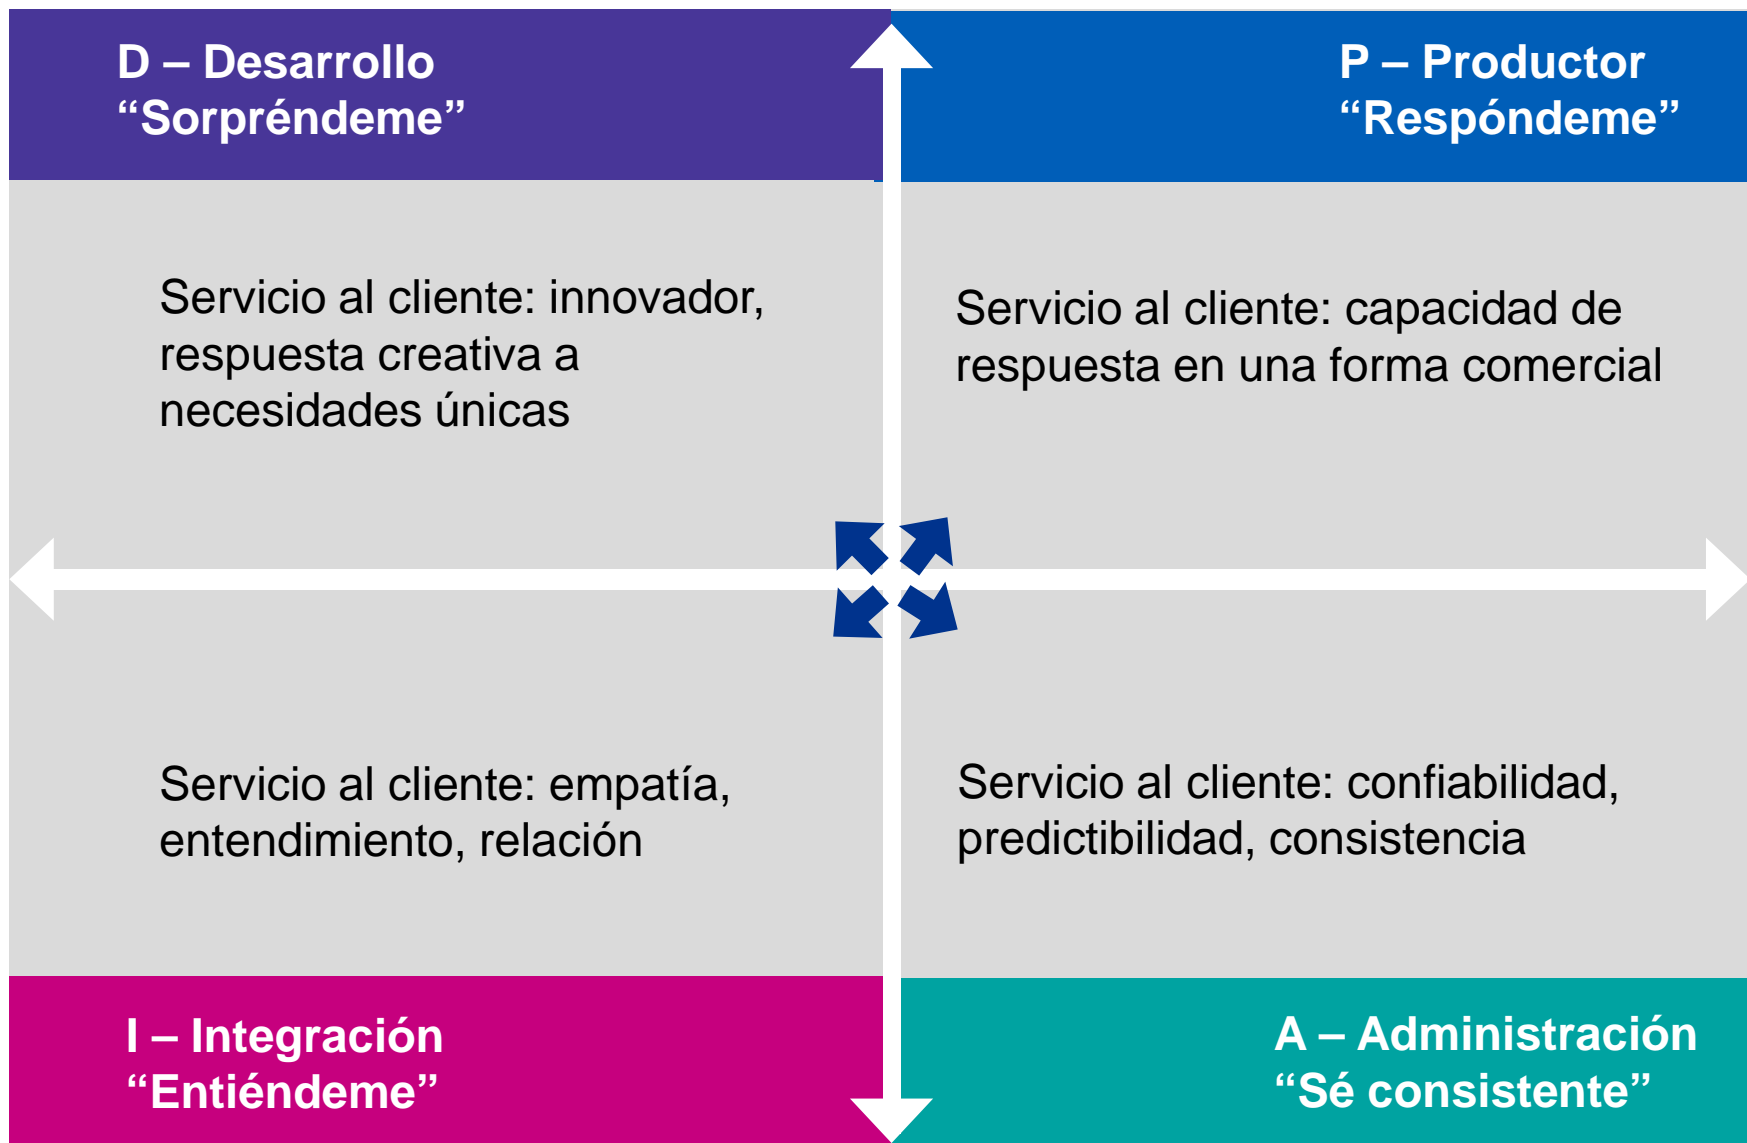 D – Desarrollo
“Sorpréndeme”
P – Productor
“Respóndeme”
Servicio al cliente: innovador,
respuesta creativa a
necesidades únicas
Servicio al cliente: capacidad de
respuesta en una forma comercial
Servicio al cliente: empatía,
entendimiento, relación
Servicio al cliente: confiabilidad,
predictibilidad, consistencia
I – Integración
“Entiéndeme”
A – Administración
“Sé consistente”